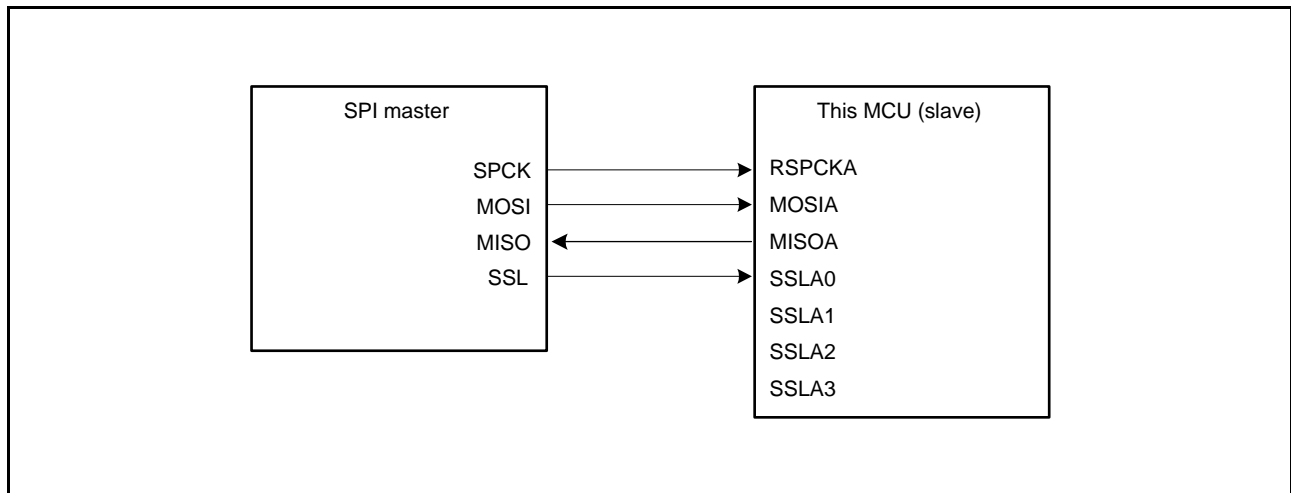 SPI master
SPCK
MOSI
MISO
SSL
This MCU (slave)
RSPCKA
MOSIA
MISOA
SSLA0
SSLA1
SSLA2
SSLA3